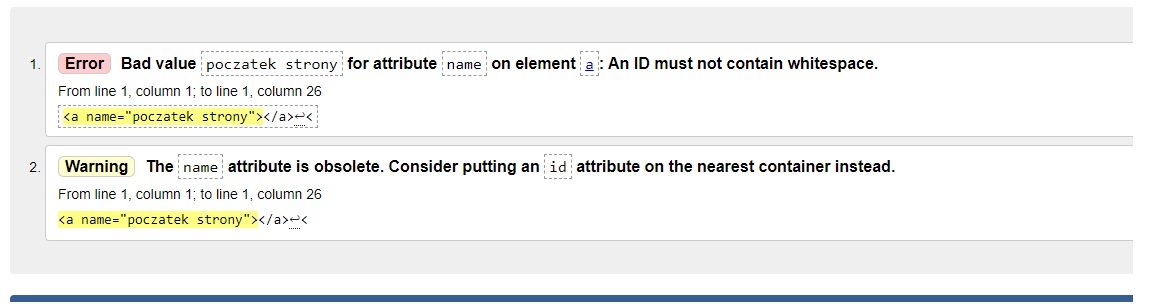 1. Error Bad value poczatek strony for attribute name on element a: An ID must not contain whitespace.
From line 1, column 1; to line 1, column 26
<a name="poczatek strony"></a>↩<
2. Warning The name attribute is obsolete. Consider putting an id attribute on the nearest container instead.
From line 1, column 1; to line 1, column 26
<a name="poczatek strony"></a>↩<